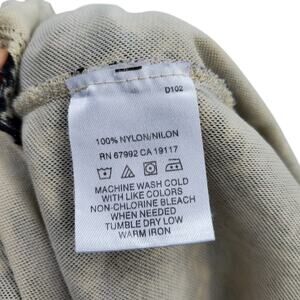 D102
100% NYLON/NILON
RN 67992 CA 19117
MACHINE WASH COLD
WITH LIKE COLORS
NON-CHLORINE BLEACH
WHEN NEEDED
TUMBLE DRY LOW
WARM IRON